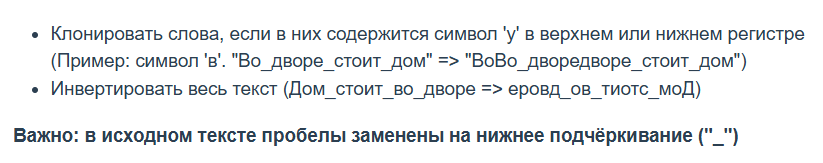 • Клонировать слова, если в них содержится символ 'у' в верхнем или нижнем регистре
(Пример: символ 'в'. "Во_дворе_стоит_дом" => "ВоВо_дворедворе_стоит_дом")
• Инвертировать весь текст (Дом_стоит_во_дворе => еровд_ов_тиотс_моД)
Важно: в исходном тексте пробелы заменены на нижнее подчёркивание ("_")